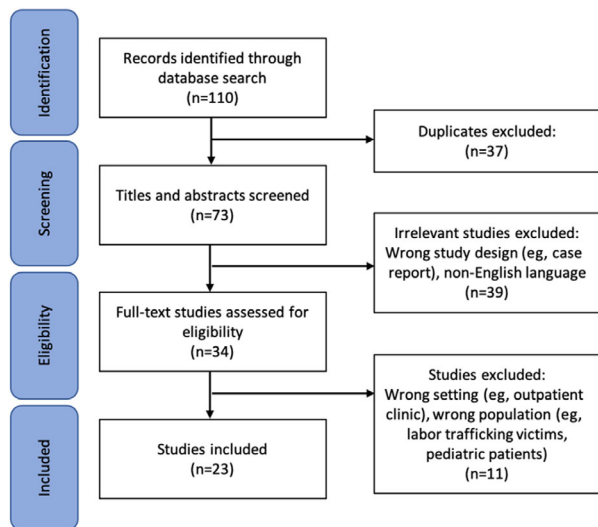 Identification
Records identified through
database search
(n=110)
Duplicates excluded:
(n=37)
Screening
Titles and abstracts screened
(n=73)
Irrelevant studies excluded:
Wrong study design (eg, case
report), non-English language
(n=39)
Eligibility
Full-text studies assessed for
eligibility
(n=34)
Studies excluded:
Wrong setting (eg, outpatient
clinic), wrong population (eg,
labor trafficking victims,
pediatric patients)
(n=11)
Included
Studies included
(n=23)